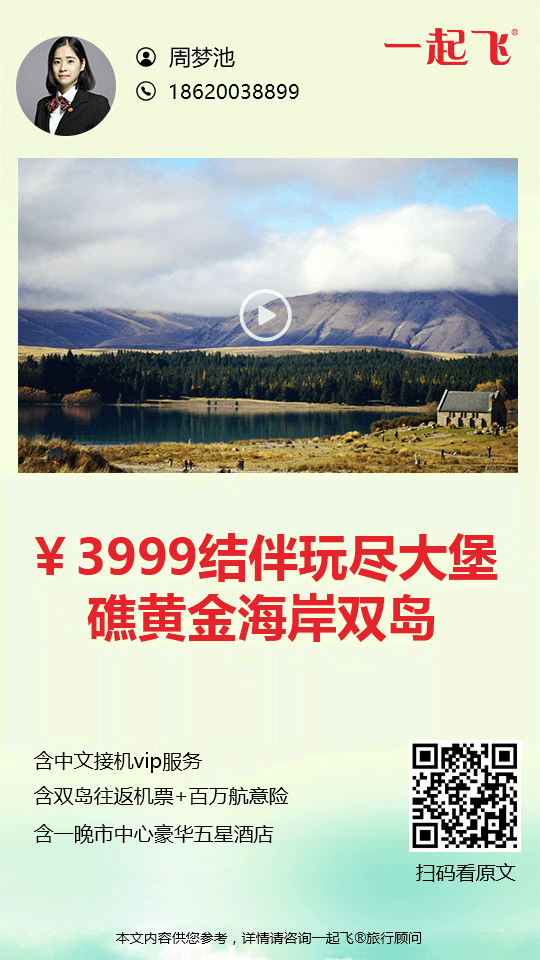 周梦池
一起飞®
18620038899
￥3999结伴玩尽大堡
礁黄金海岸双岛
含中文接机vip服务
含双岛往返机票+百万航意险
含一晚市中心豪华五星酒店
扫码看原文
本文内容供您参考，详情请咨询一起飞®旅行顾问